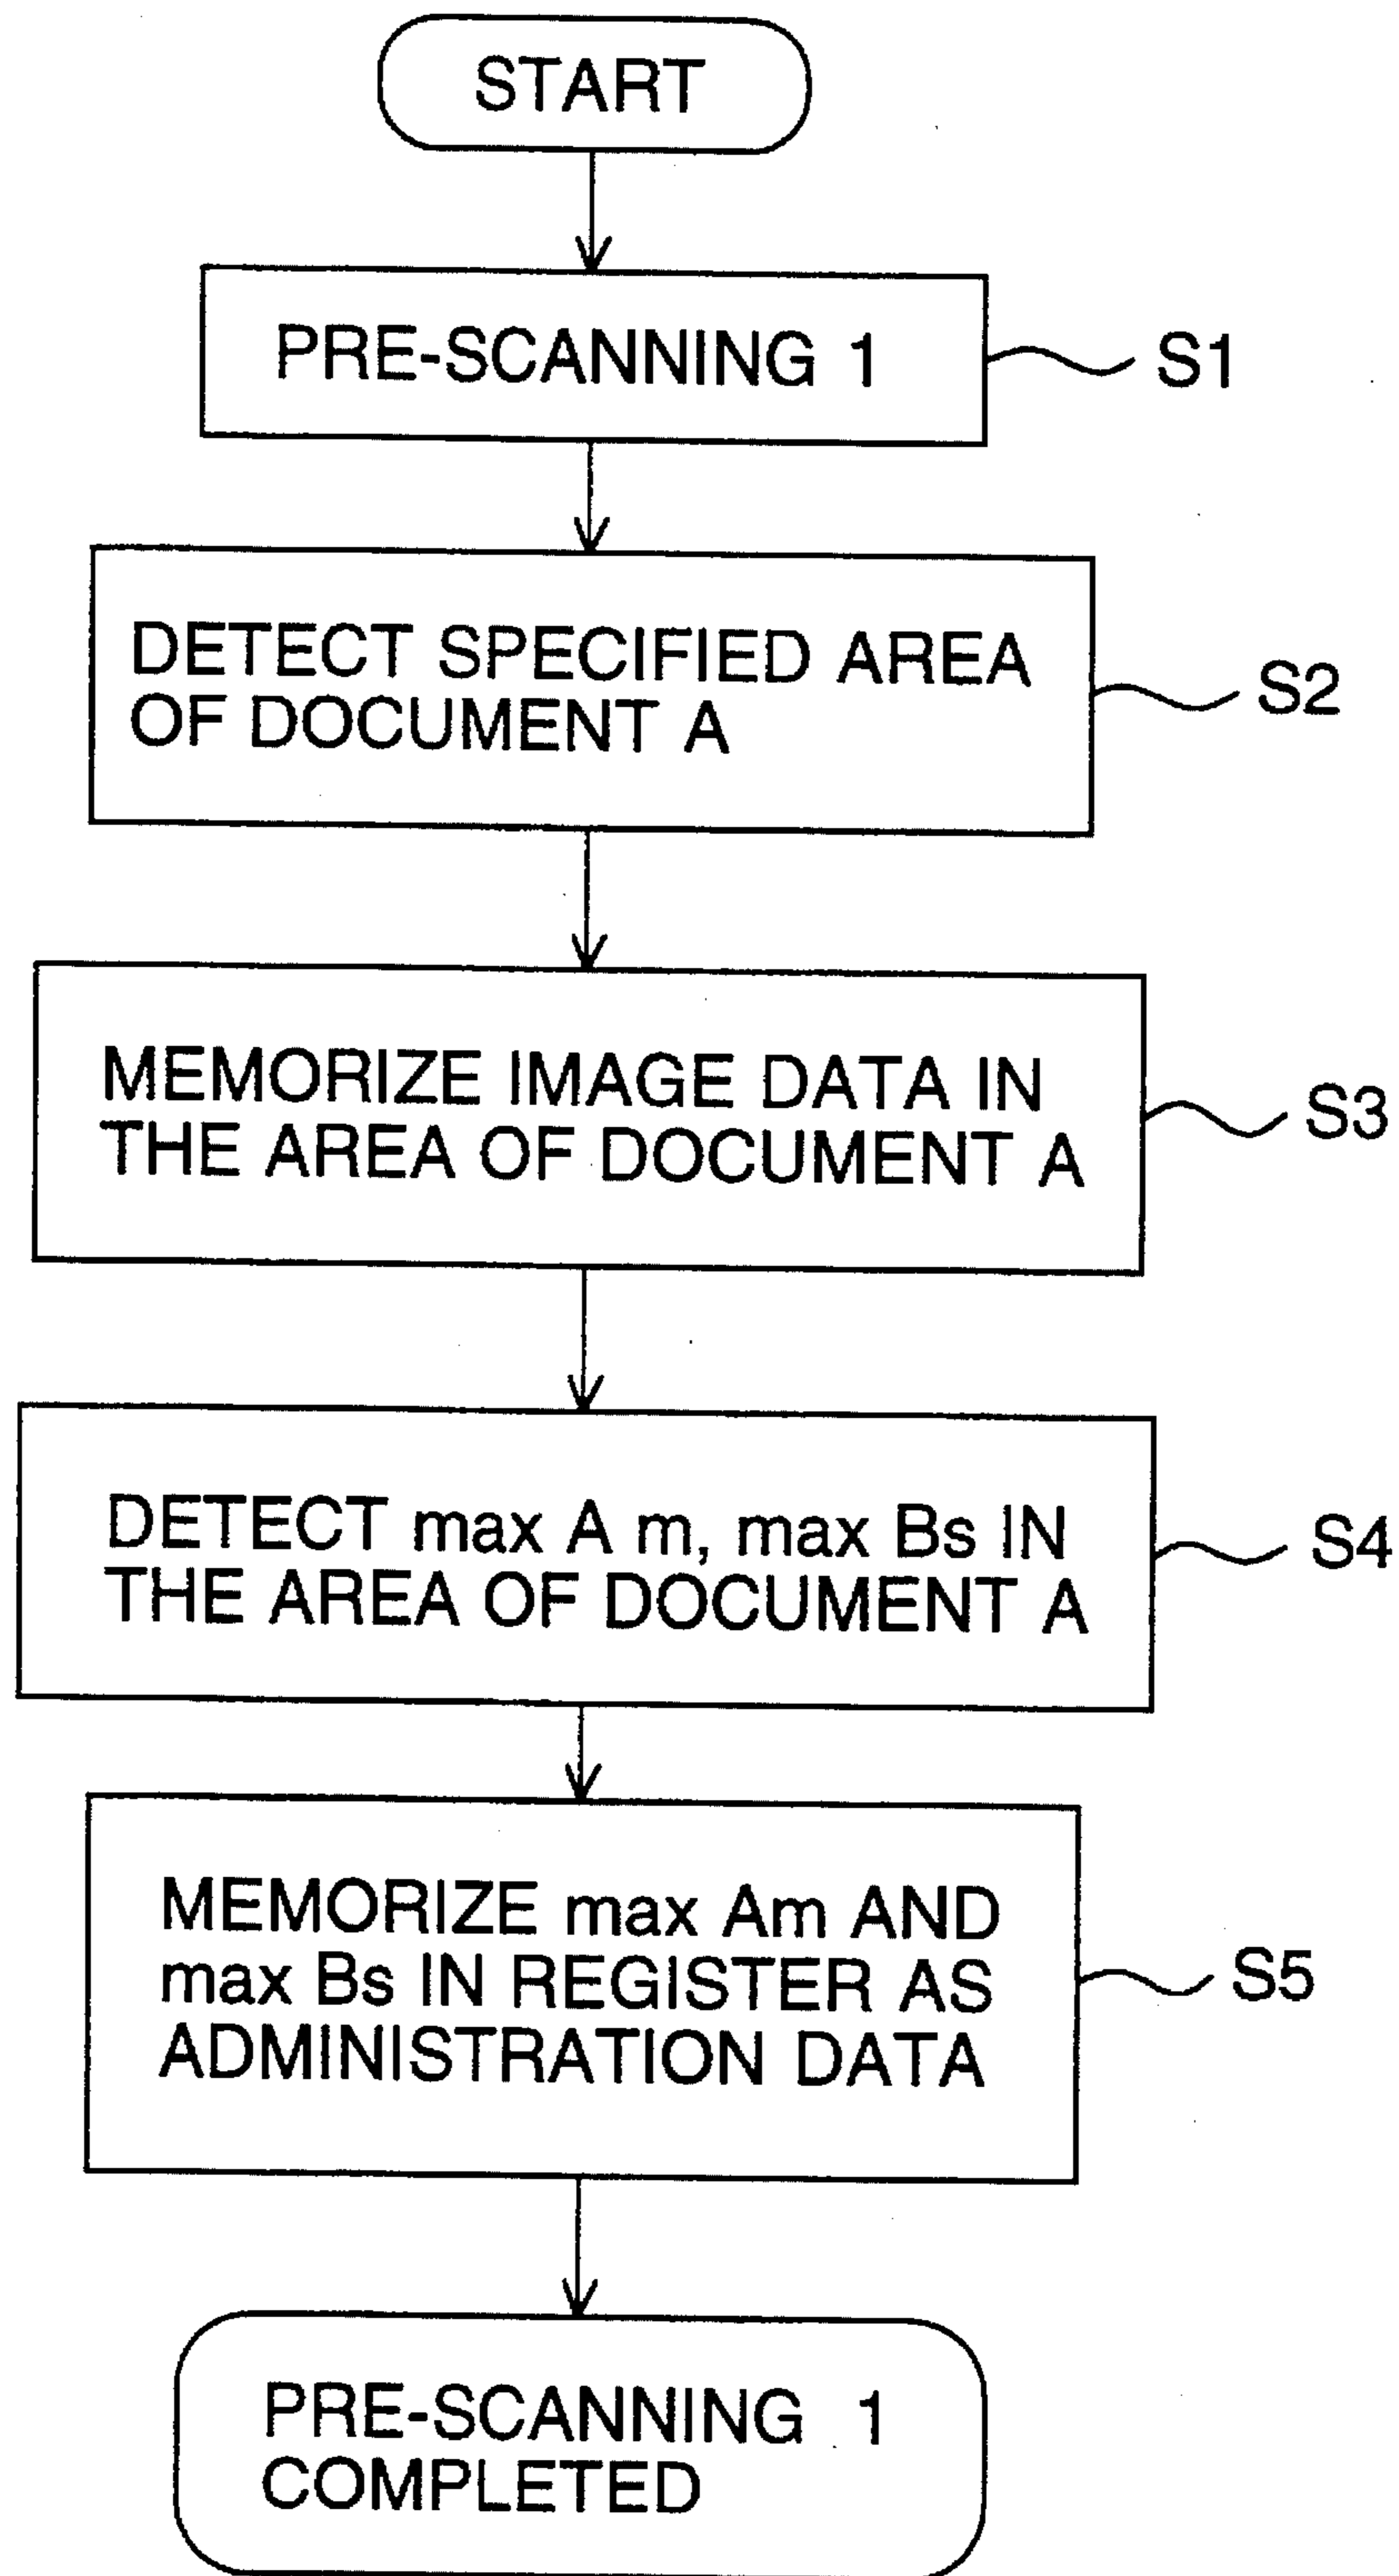 START
PRE-SCANNING 1
S1
DETECT SPECIFIED AREA
OF DOCUMENT A
S2
MEMORIZE IMAGE DATA IN
THE AREA OF DOCUMENT A
S3
DETECT max A m, max Bs IN
THE AREA OF DOCUMENT A
S4
MEMORIZE max Am AND
max Bs IN REGISTER AS
ADMINISTRATION DATA
S5
PRE-SCANNING 1
COMPLETED